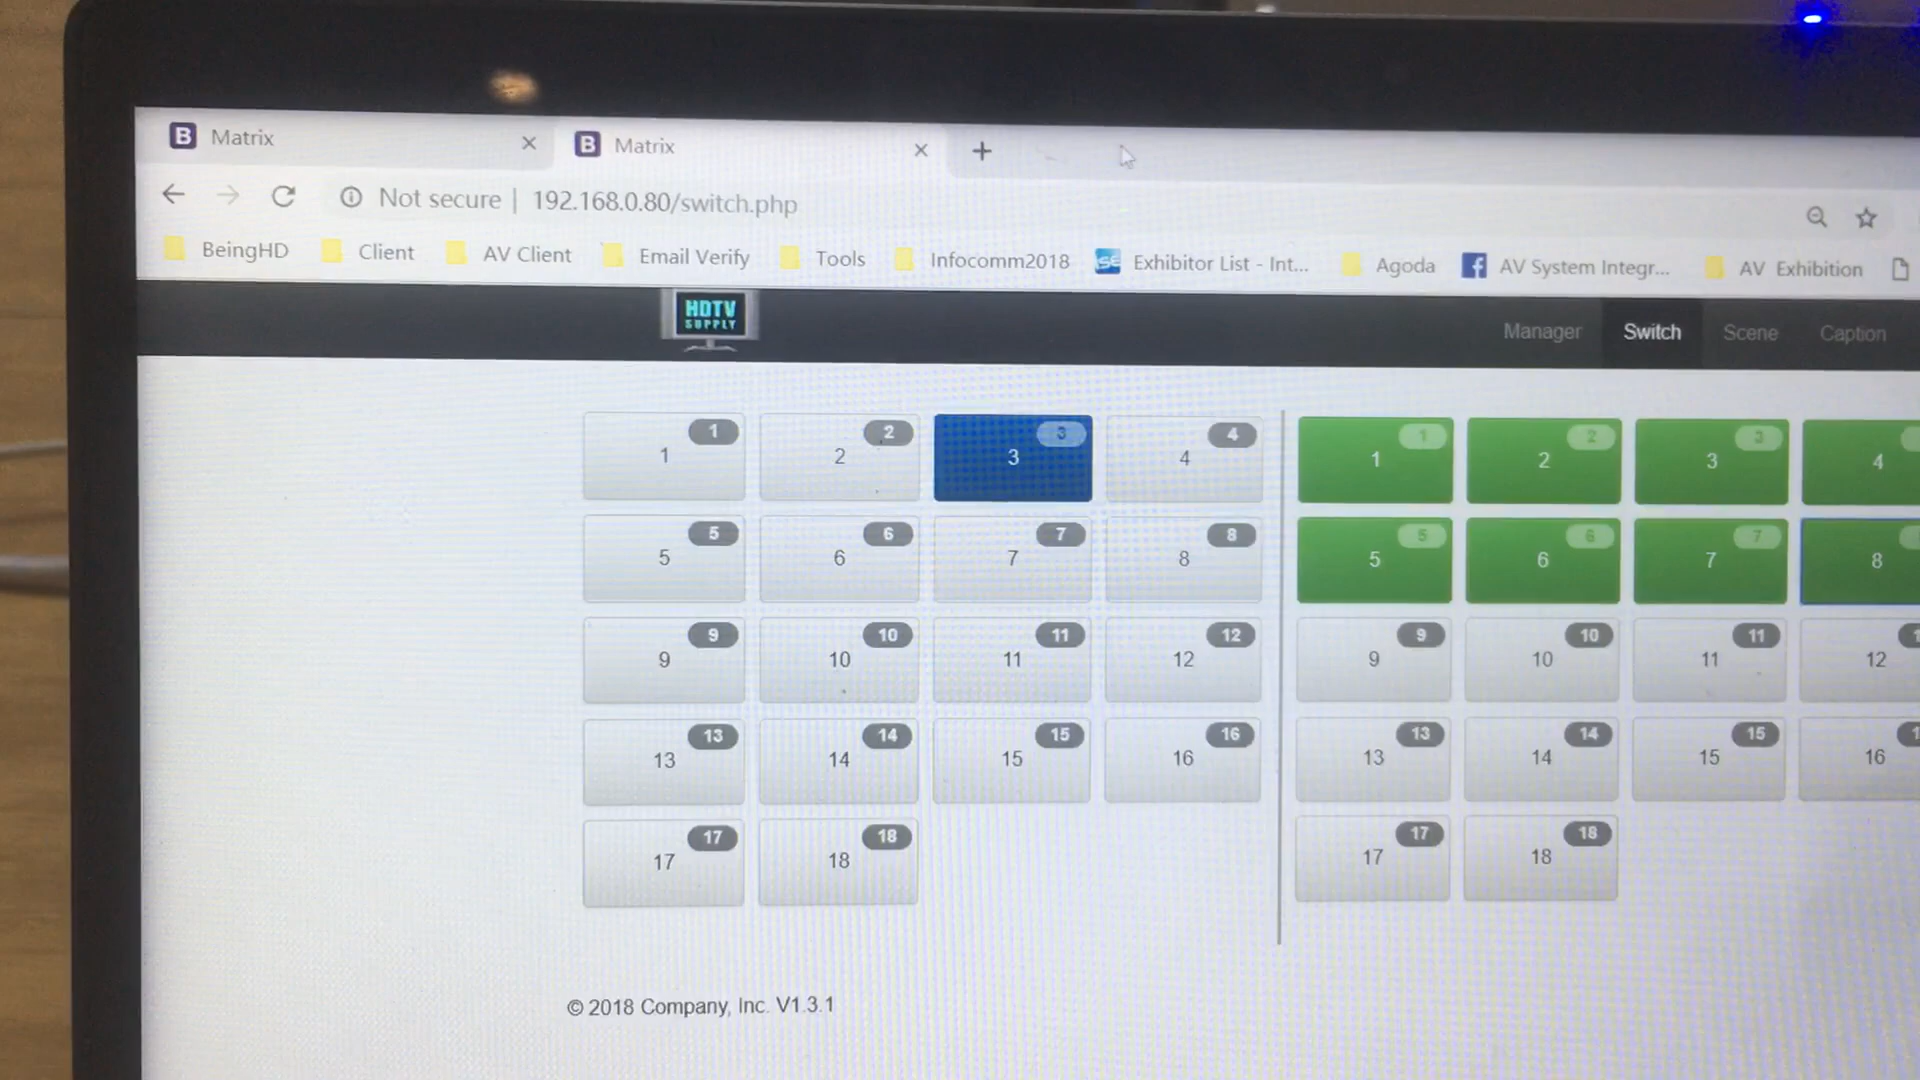 Matrix
Matrix
Not secure | 192.168.0.80/switch.php
BeingHD Client AV Client Email Verify Tools Infocomm2018 Exhibitor List - Int... Agoda AV System Integr... AV Exhibition
HDTV
SUPPLY
Manager Switch Scene Caption
1 2 3 4 1 2 3
1 2 3 4 1 2 3 4
5 6 7 8 5 6 7
5 6 7 8 5 6 7 8
9 10 11 12 9 10 11
9 10 11 12 9 10 11 12
13 14 15 16 13 14 15
13 14 15 16 13 14 15 16
17 18 17 18
17 18 17 18
© 2018 Company, Inc. V1.3.1